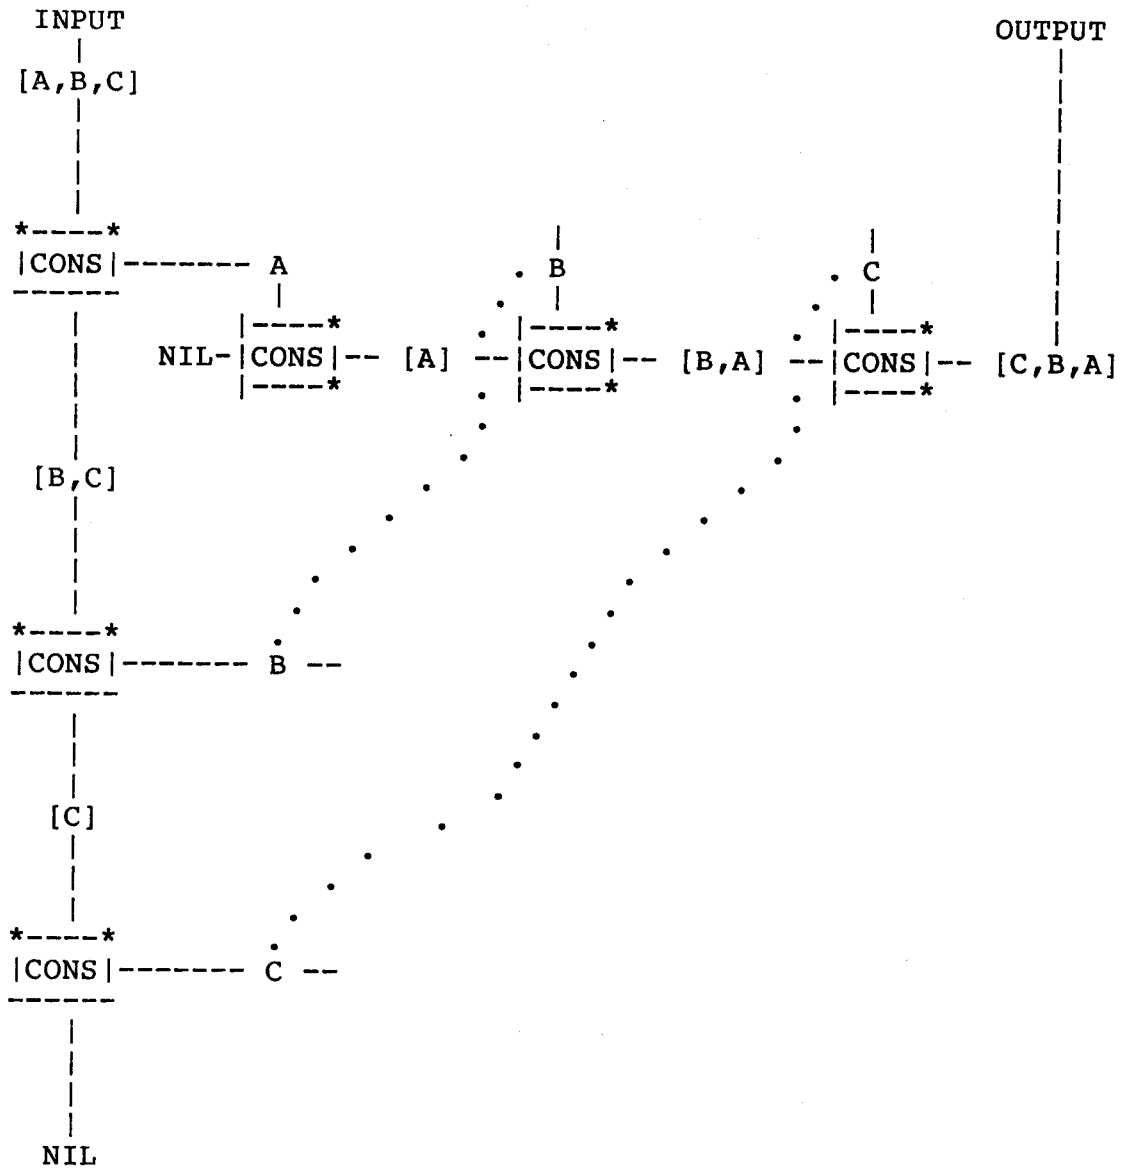 INPUT
OUTPUT
[A,B,C]
*----*
|CONS|------- A
------
B
C
|----*
|----*
|----*
NIL-|CONS|-- [A] --|CONS|-- [B,A] --|CONS|-- [C,B,A]
|----*
|----*
|----*
[B,C]
*----*
|CONS|------- B --
------
[C]
*----*
|CONS|------- C --
------
NIL